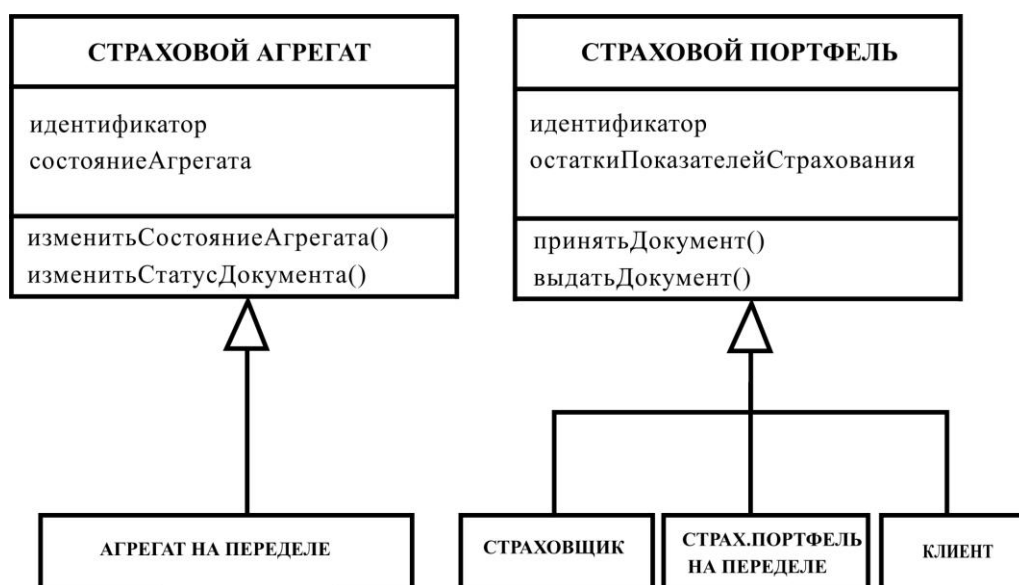 СТРАХОВОЙ АГРЕГАТ
идентификатор
состояниеАгрегата
изменитьСостояниеАгрегата()
изменитьСтатусДокумента()
СТРАХОВОЙ ПОРТФЕЛЬ
идентификатор
остаткиПоказателейСтрахования
принятьДокумент()
выдатьДокумент()
АГРЕГАТ НА ПЕРЕДЕЛЕ
СТРАХОВЩИК
СТРАХ.ПОРТФЕЛЬ
НА ПЕРЕДЕЛЕ
КЛИЕНТ